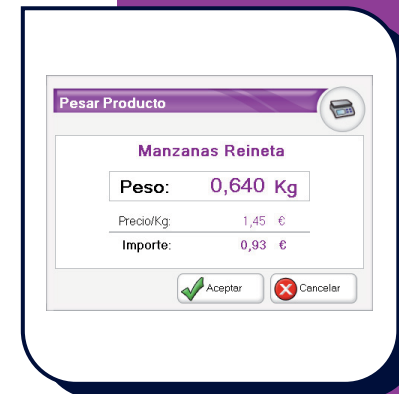 Pesar Producto
Manzanas Reineta
Peso: 0,640 Kg
Precio/Kg: 1,45 €
Importe: 0,93 €
Aceptar Cancelar